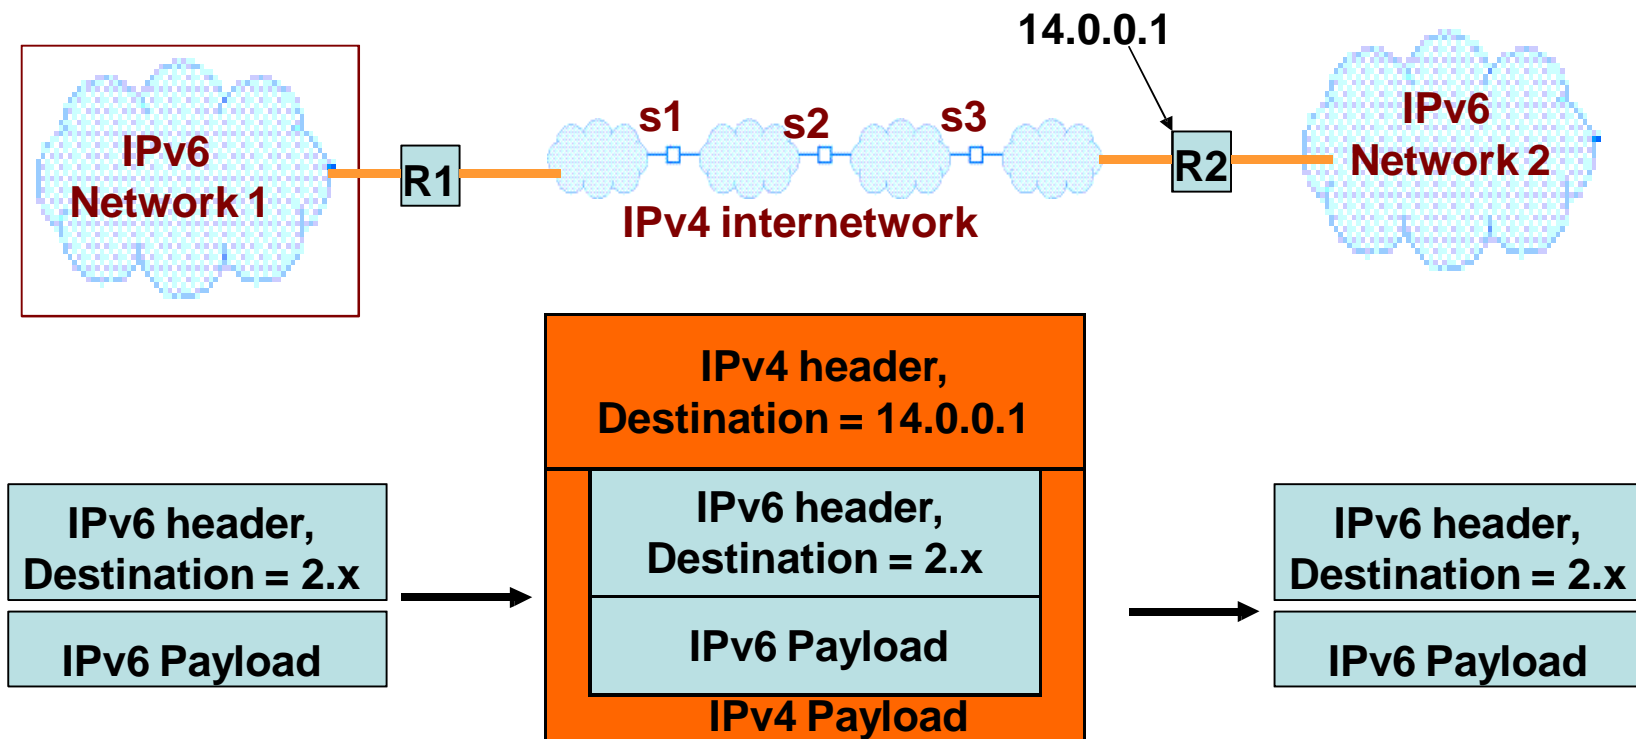 14.0.0.1
IPv6
Network 1
R1
s1
s2
s3
IPv4 internetwork
R2
IPv6
Network 2
IPv4 header,
Destination = 14.0.0.1
IPv6 header,
Destination = 2.x
IPv6 Payload
IPv6 header,
Destination = 2.x
IPv6 Payload
IPv4 Payload
IPv6 header,
Destination = 2.x
IPv6 Payload